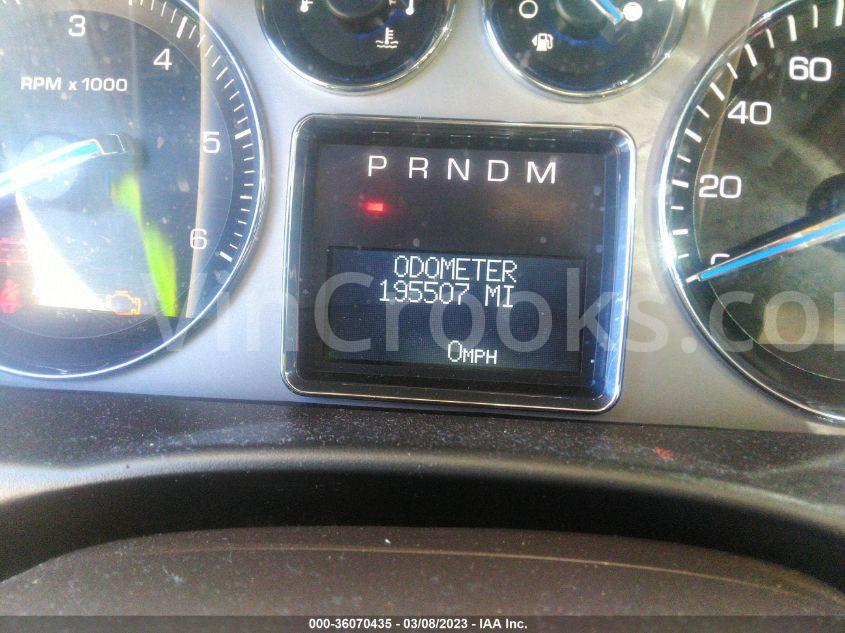 3
4
5
6
RPM x 1000
20
40
60
P R N D M
ODOMETER
195507 MI
0MPH
VinCrooks.co
000-36070435 - 03/08/2023 - IAA Inc.